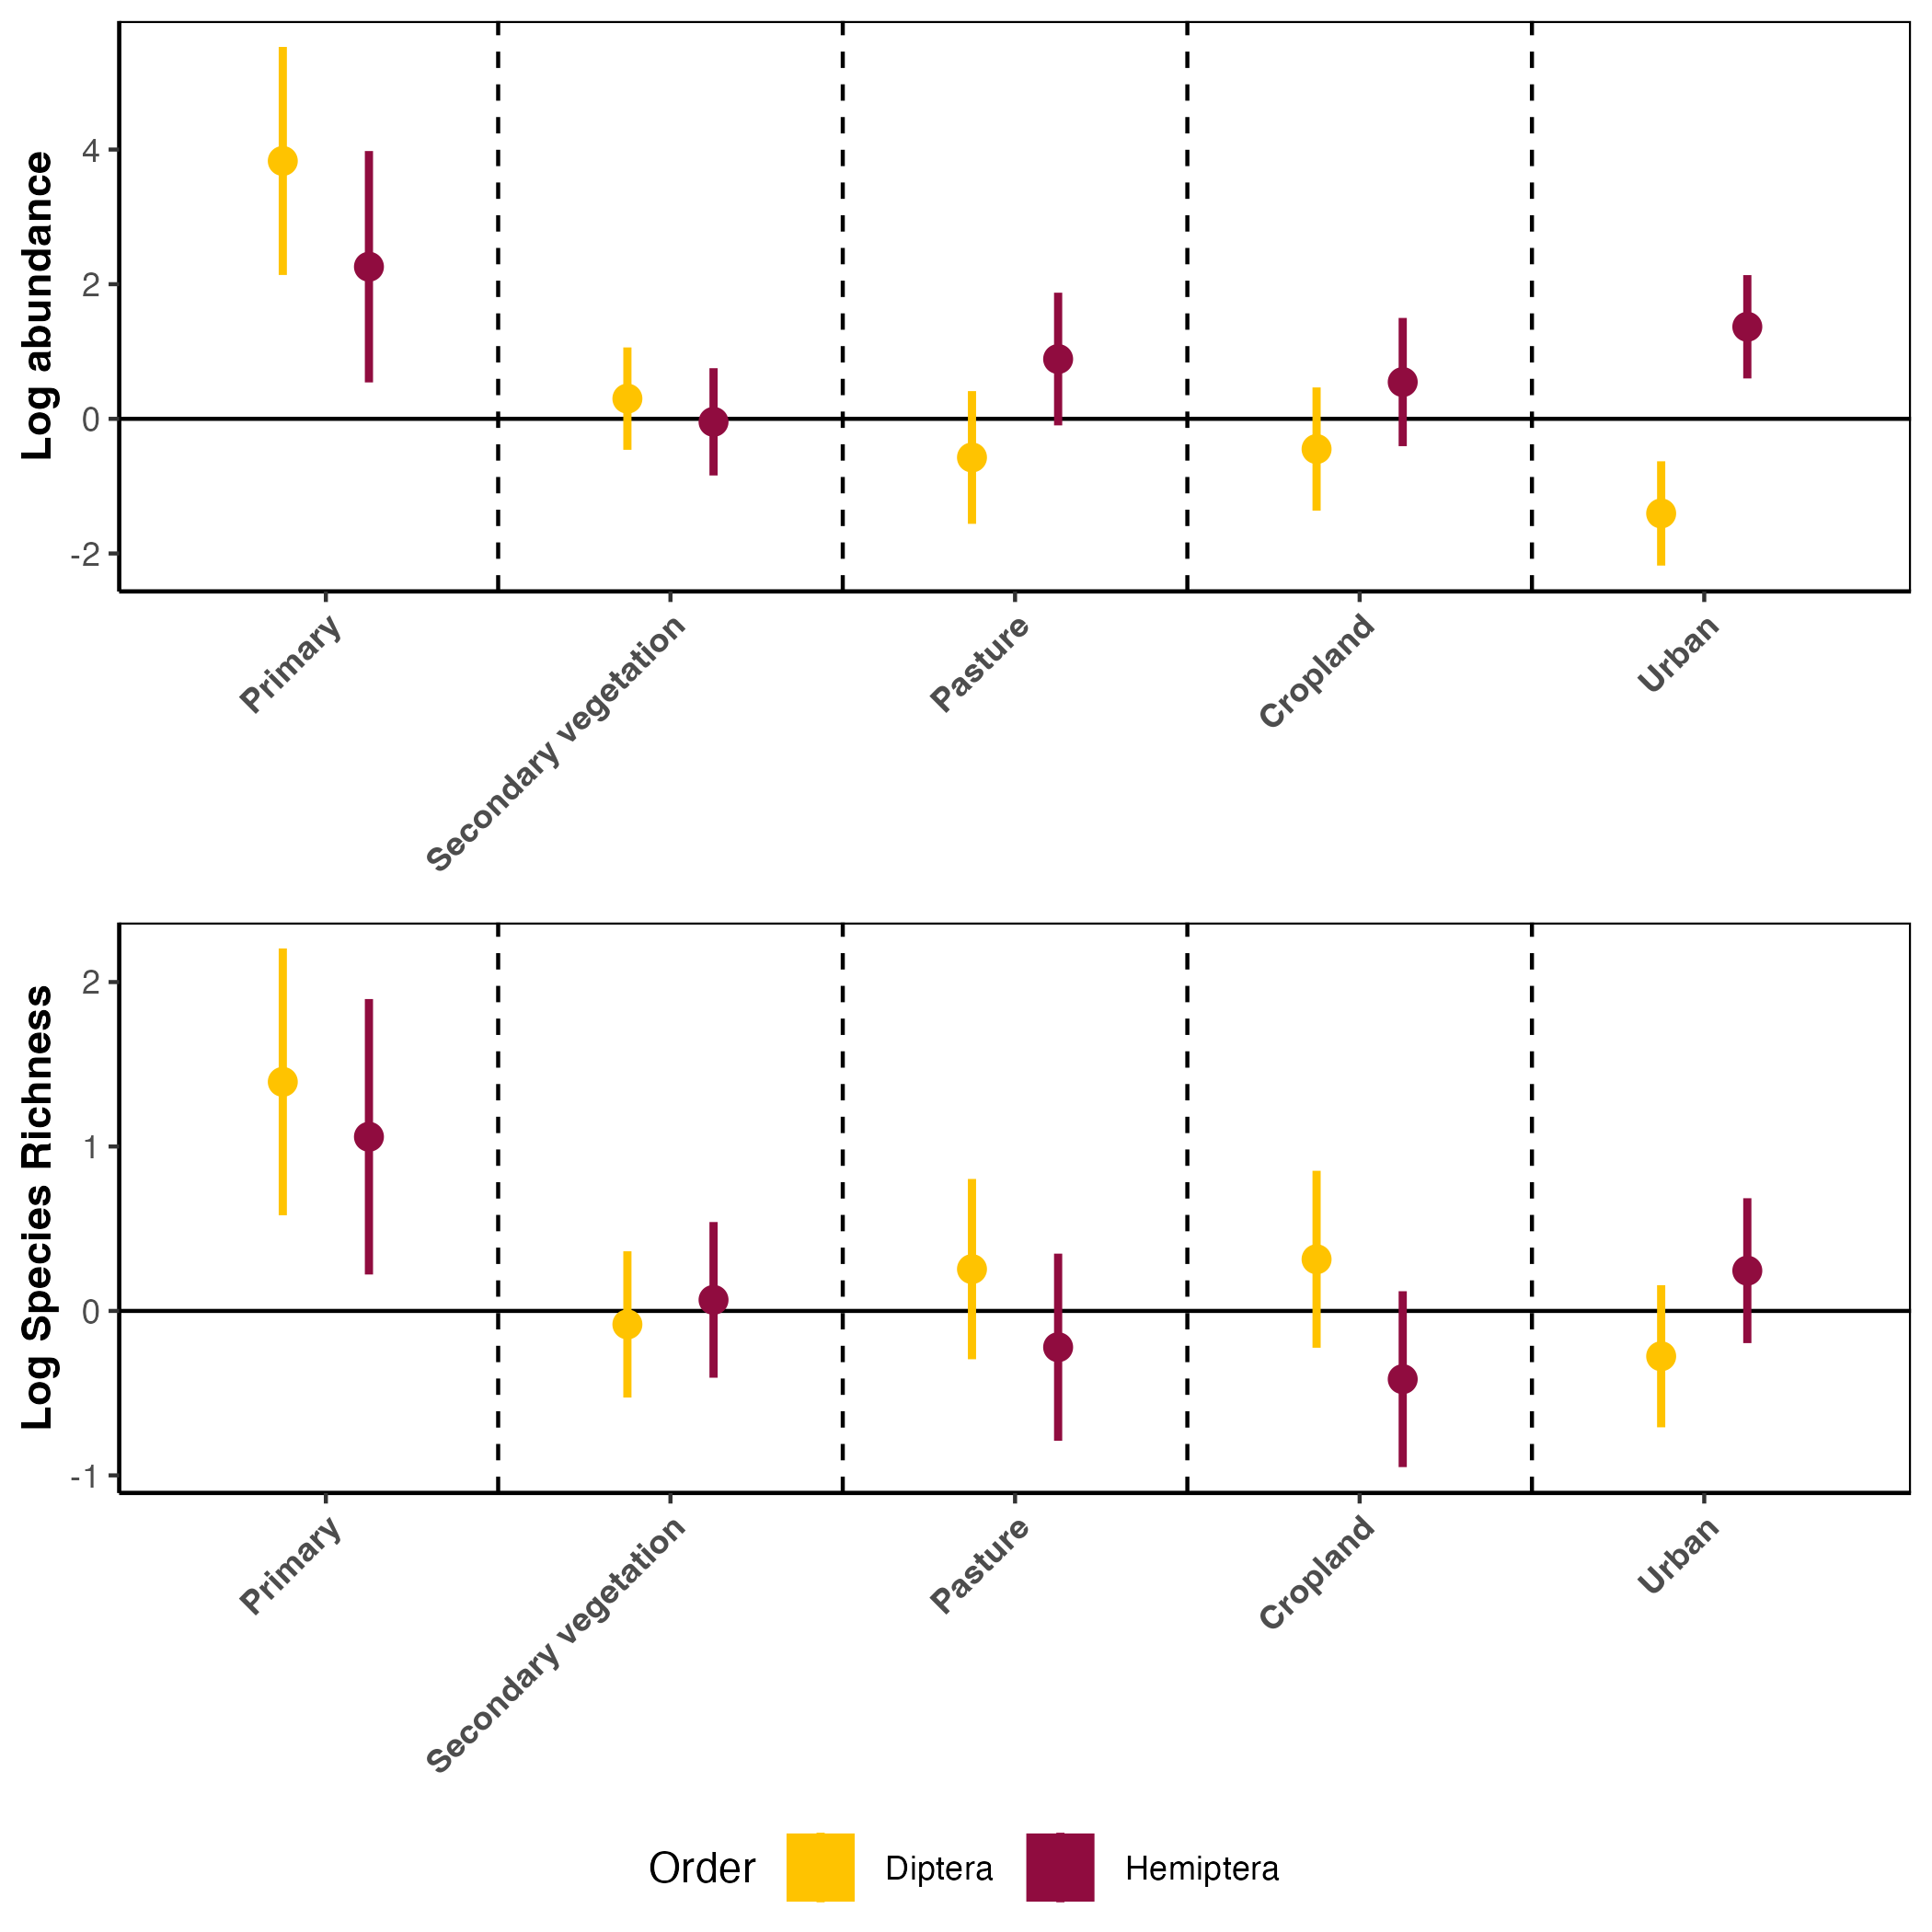 Log abundance
4
2
0
-2
Primary
Secondary vegetation
Pasture
Cropland
Urban
Log Species Richness
2
1
0
-1
Primary
Secondary vegetation
Pasture
Cropland
Urban
Order Diptera Hemiptera